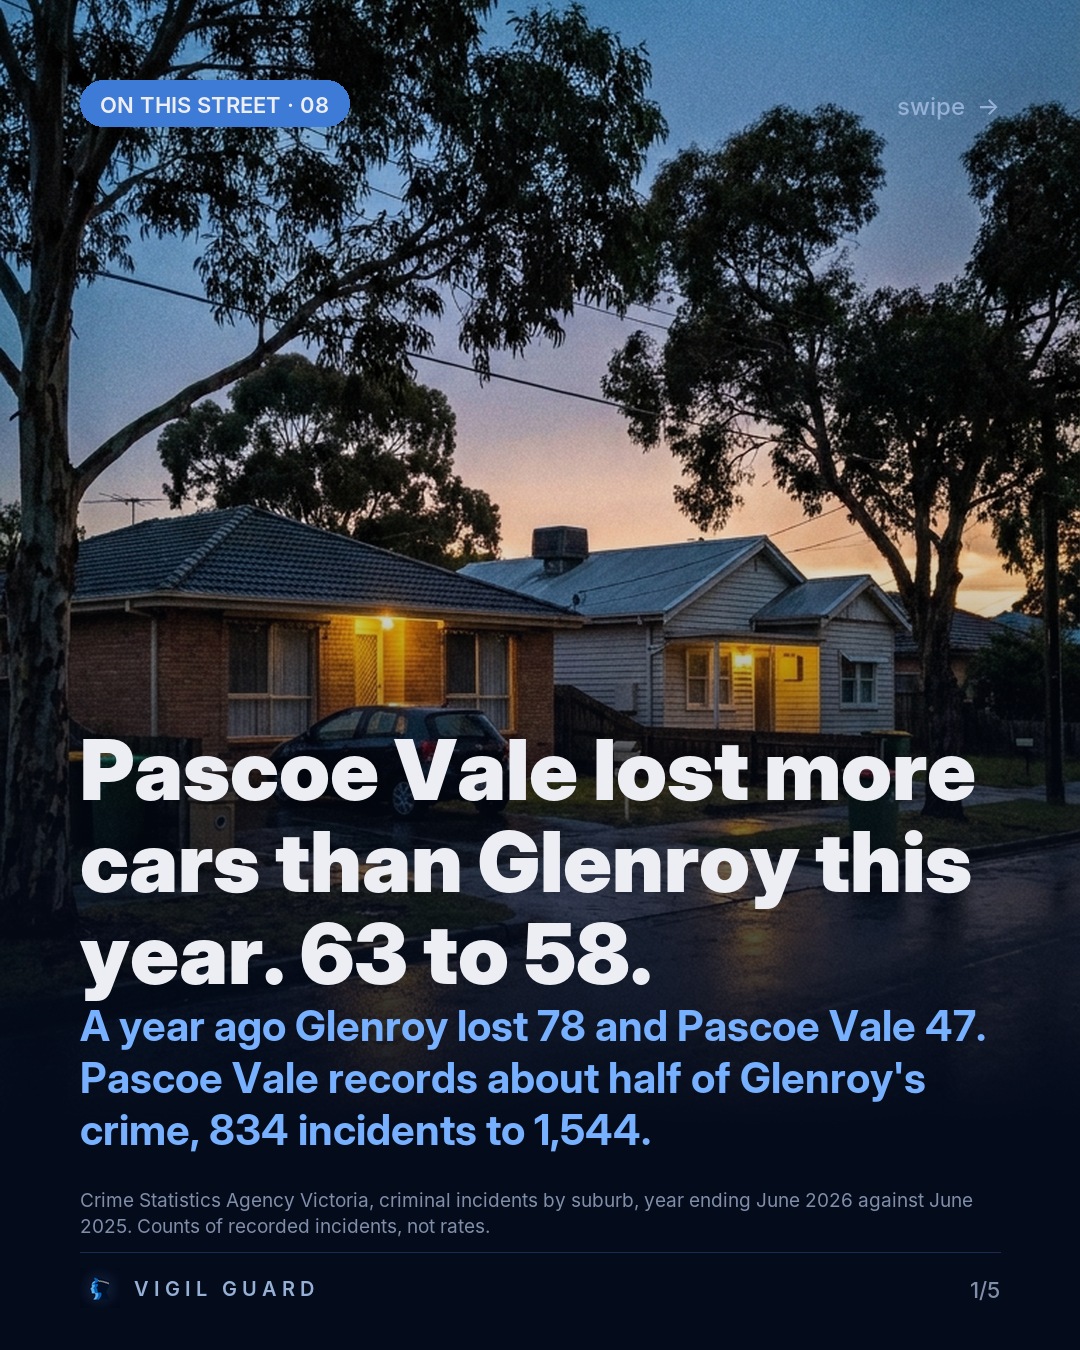 ON THIS STREET · 08
swipe →
Pascoe Vale lost more
cars than Glenroy this
year. 63 to 58.
A year ago Glenroy lost 78 and Pascoe Vale 47.
Pascoe Vale records about half of Glenroy's
crime, 834 incidents to 1,544.
Crime Statistics Agency Victoria, criminal incidents by suburb, year ending June 2026 against June
2025. Counts of recorded incidents, not rates.
VIGIL GUARD
1/5